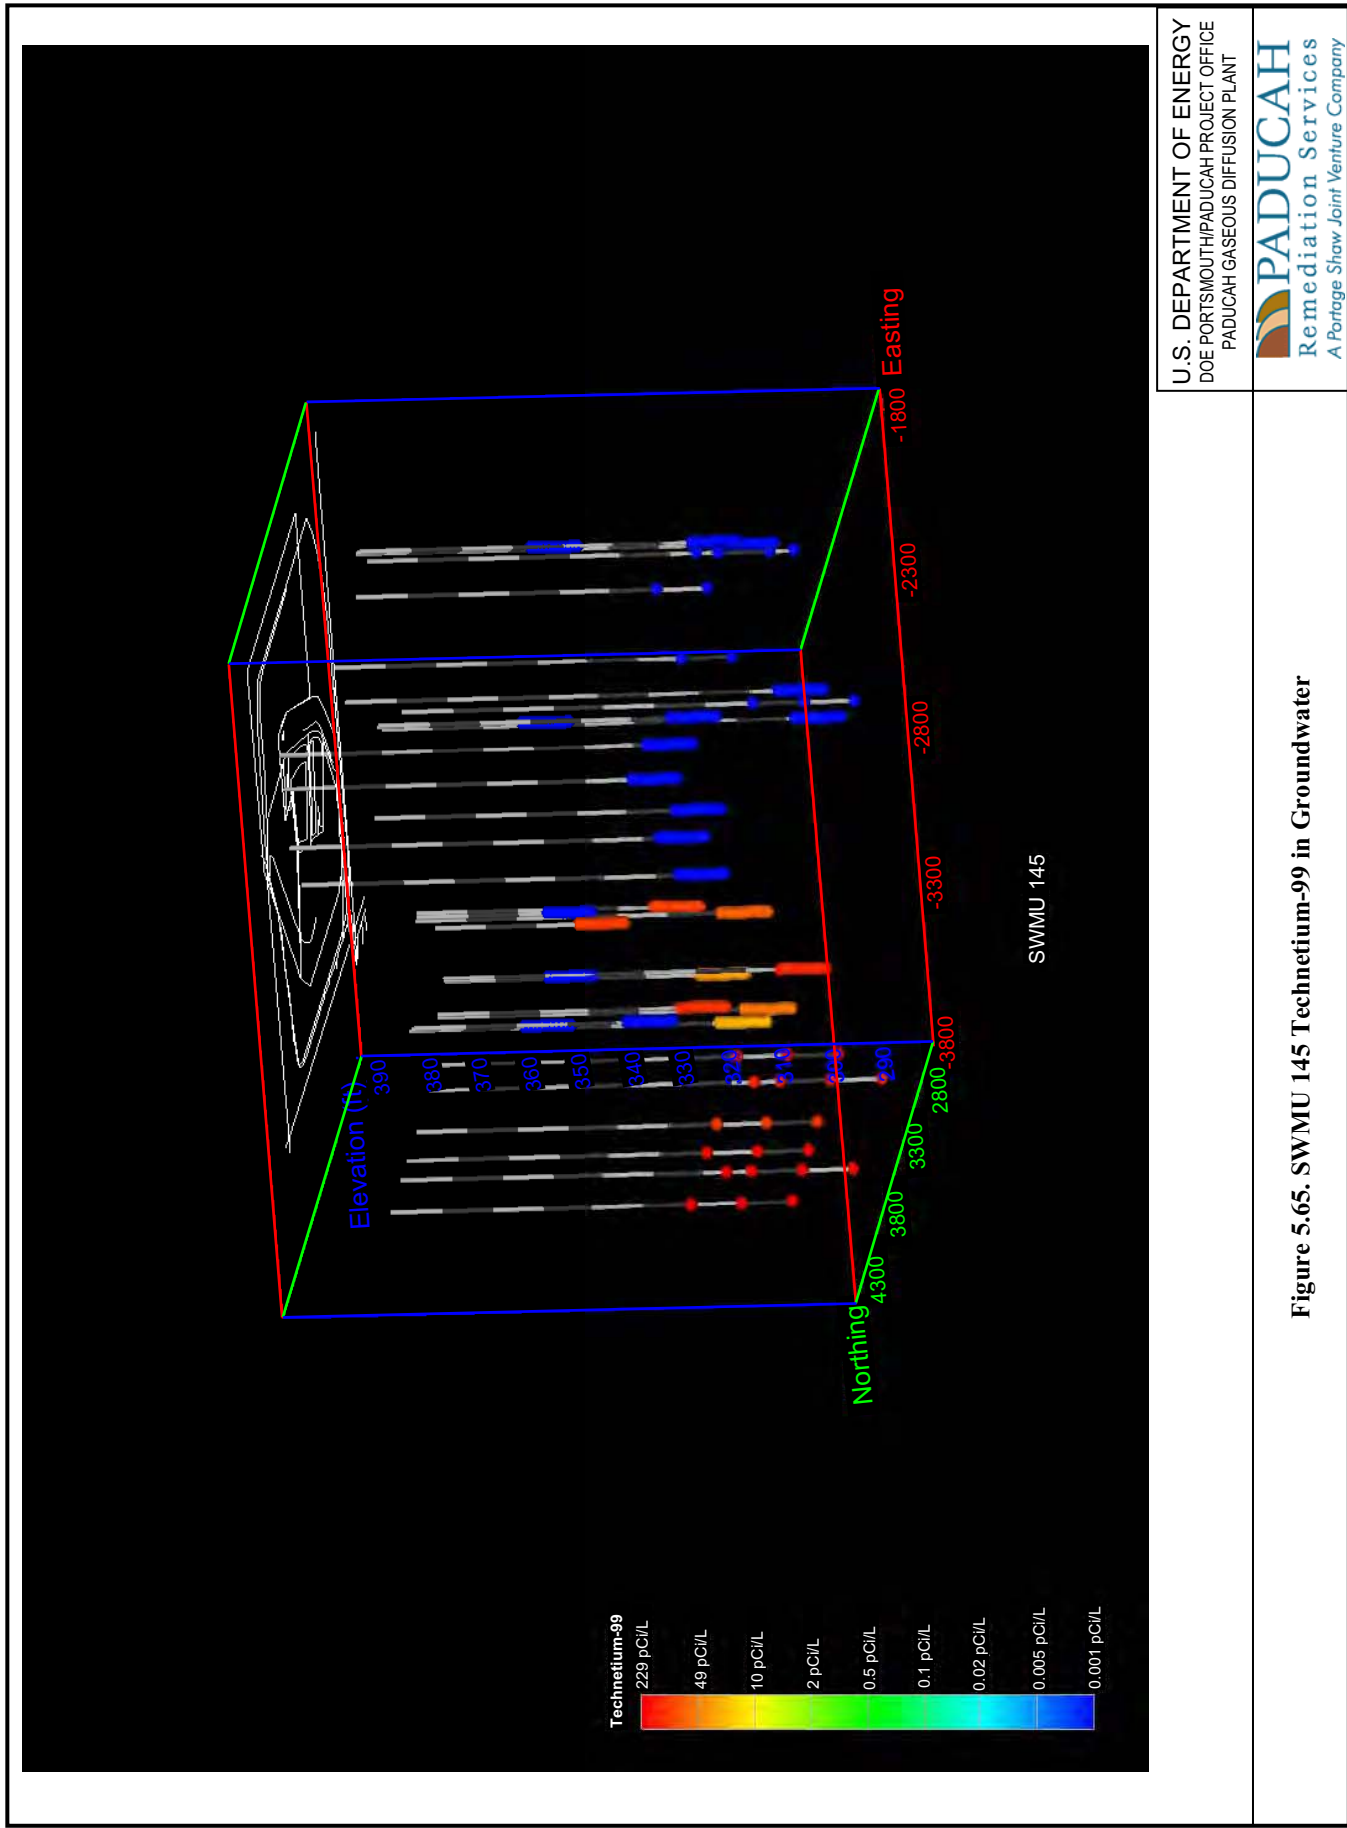 Elevation (ft)
390
380
370
360
350
340
330
320
310
300
290
Northing
4300
3800
3300
2800
-3800
-3300
-2800
-2300
-1800
Easting
Technetium-99
229 pCi/L
49 pCi/L
10 pCi/L
2 pCi/L
0.5 pCi/L
0.1 pCi/L
0.02 pCi/L
0.005 pCi/L
0.001 pCi/L
SWMU 145
U.S. DEPARTMENT OF ENERGY
DOE PORTSMOUTH/PADUCAH PROJECT OFFICE
PADUCAH GASEOUS DIFFUSION PLANT
PADUCAH
Remediation Services
A Portage Shaw Joint Venture Company
Figure 5.65. SWMU 145 Technetium-99 in Groundwater